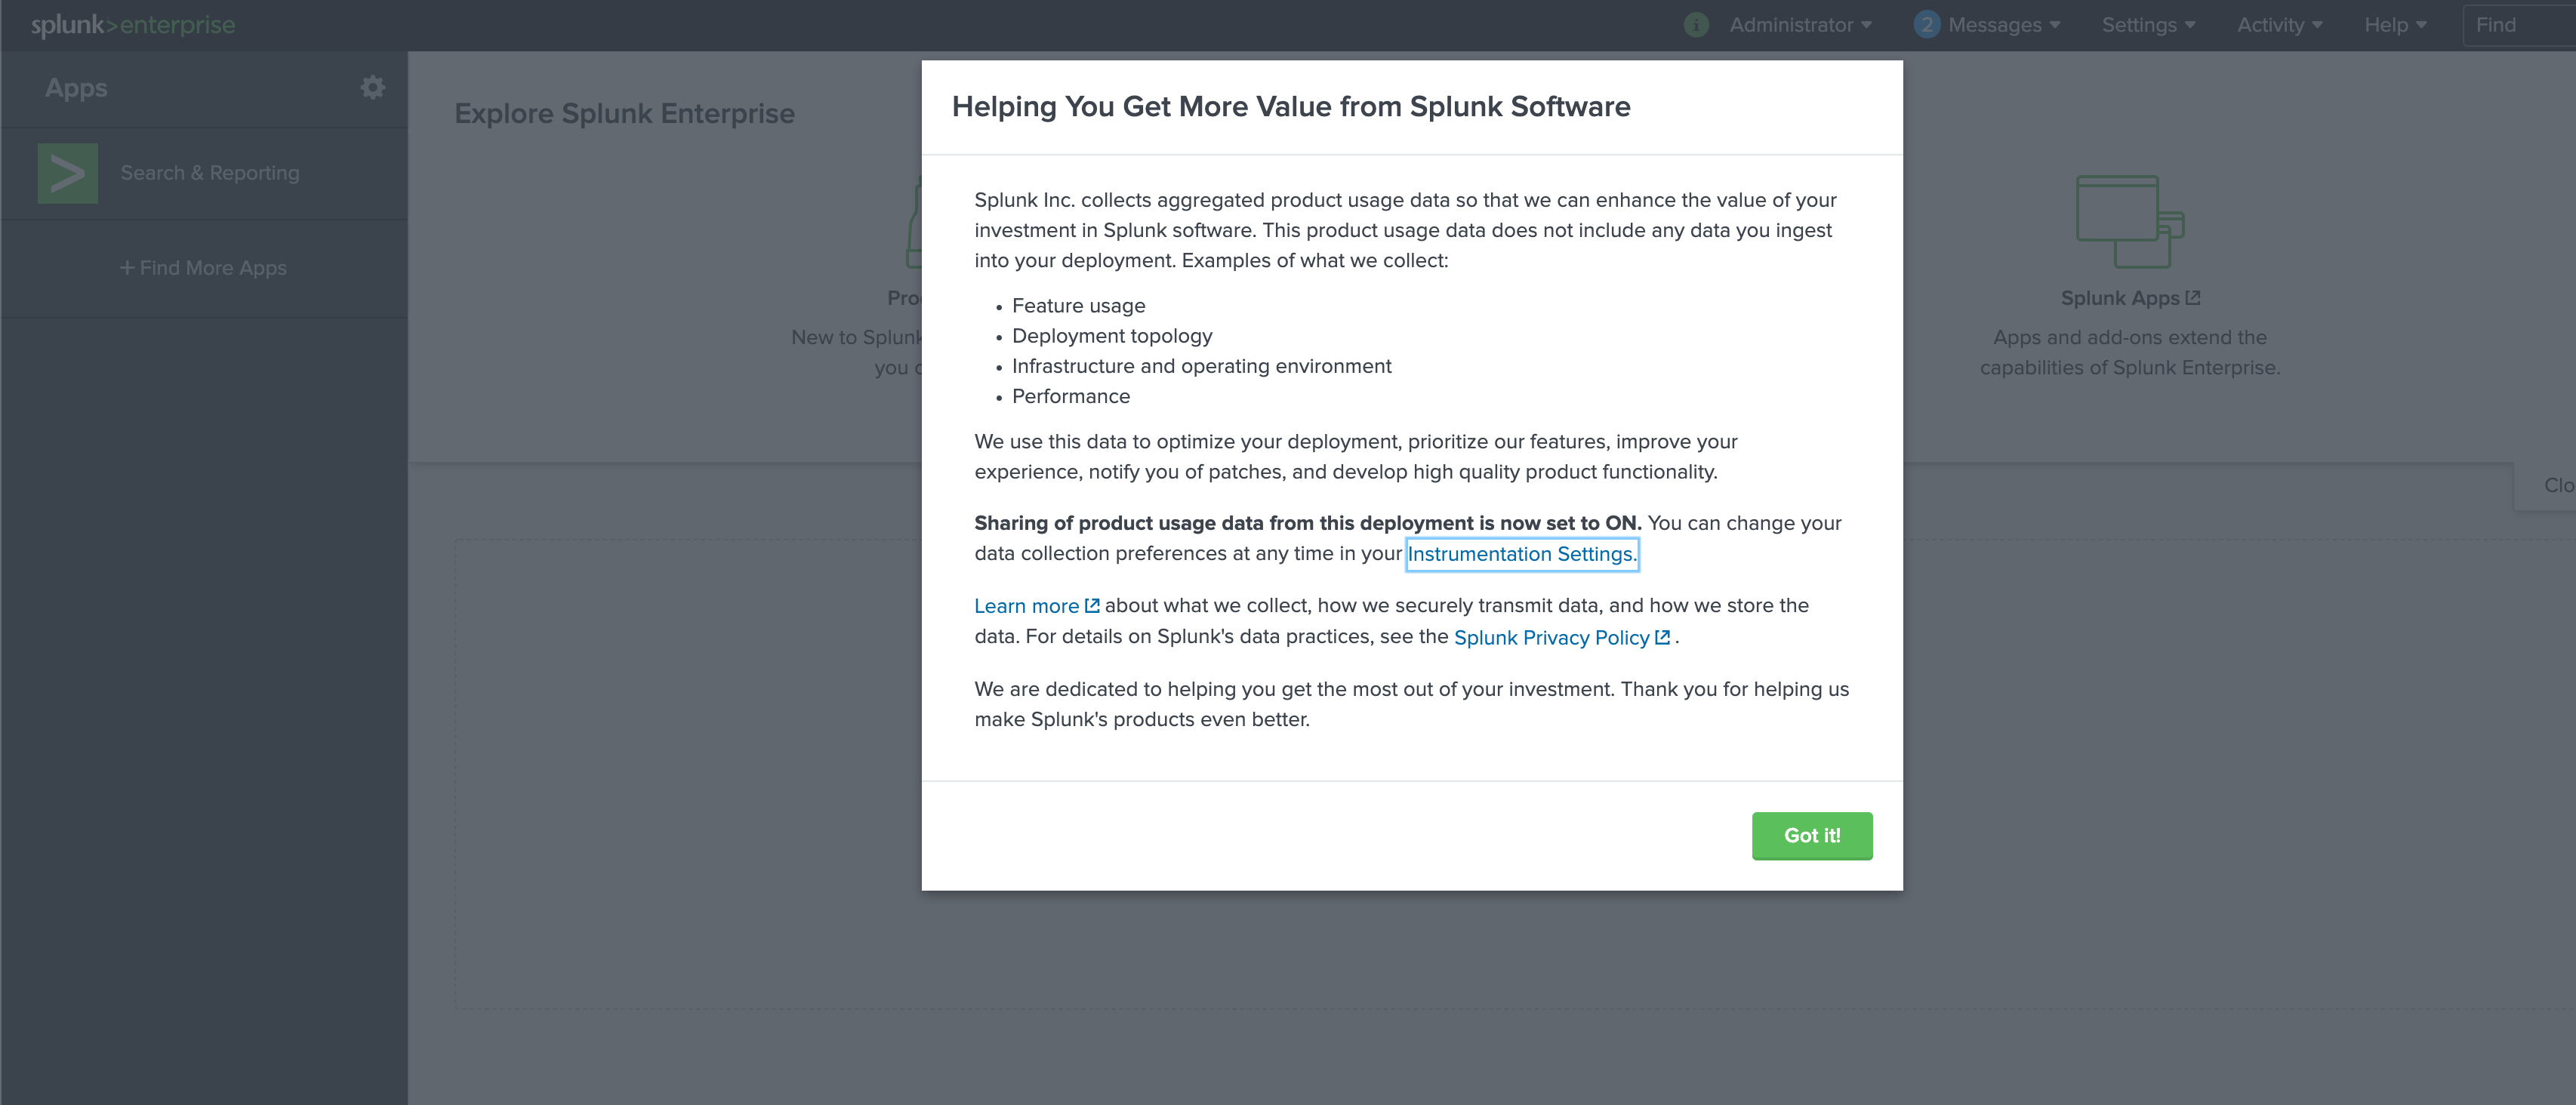 splunk>enterprise
i Administrator 2 Messages Settings Activity Help Find
Apps
Search & Reporting
+ Find More Apps
Explore Splunk Enterprise
New to Splunk
you
Splunk Apps
Apps and add-ons extend the
capabilities of Splunk Enterprise.
Helping You Get More Value from Splunk Software
Splunk Inc. collects aggregated product usage data so that we can enhance the value of your
investment in Splunk software. This product usage data does not include any data you ingest
into your deployment. Examples of what we collect:
• Feature usage
• Deployment topology
• Infrastructure and operating environment
• Performance
We use this data to optimize your deployment, prioritize our features, improve your
experience, notify you of patches, and develop high quality product functionality.
Sharing of product usage data from this deployment is now set to ON. You can change your
data collection preferences at any time in your Instrumentation Settings.
Learn more about what we collect, how we securely transmit data, and how we store the
data. For details on Splunk's data practices, see the Splunk Privacy Policy .
We are dedicated to helping you get the most out of your investment. Thank you for helping us
make Splunk's products even better.
Got it!